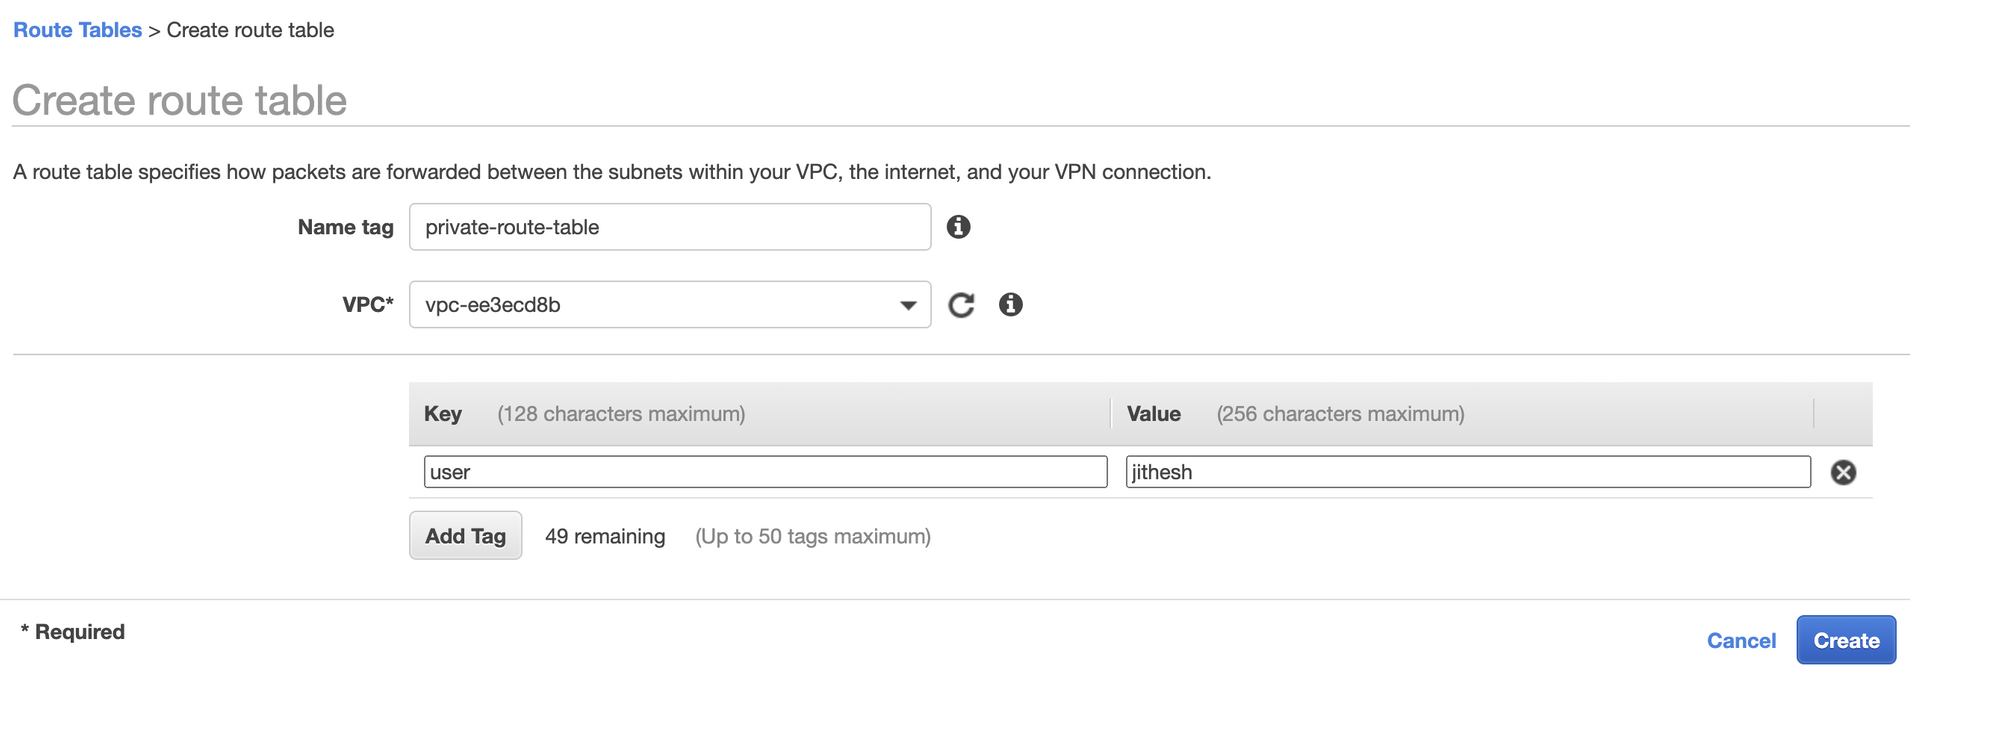 Route Tables > Create route table
Create route table
A route table specifies how packets are forwarded between the subnets within your VPC, the internet, and your VPN connection.
Name tag private-route-table
VPC* vpc-ee3ecd8b
Key (128 characters maximum) Value (256 characters maximum)
user jithesh
Add Tag 49 remaining (Up to 50 tags maximum)
* Required
Cancel Create